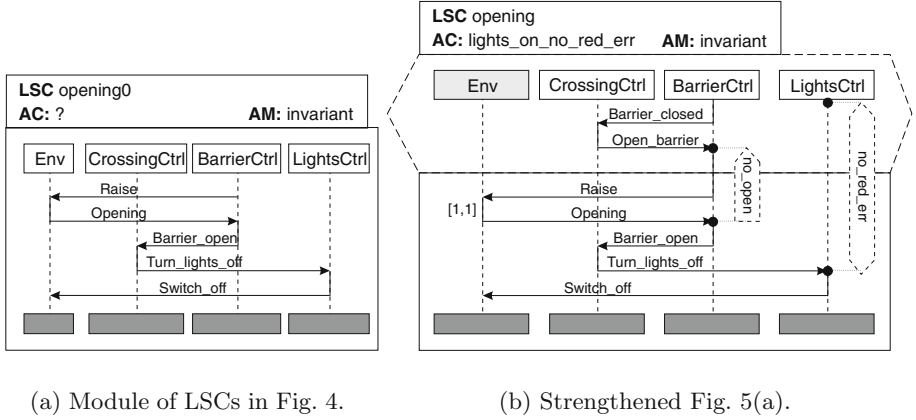 LSC opening0
AC: ?
AM: invariant
Env
CrossingCtrl
BarrierCtrl
LightsCtrl
Raise
Opening
Barrier_open
Turn_lights_off
Switch_off
(a) Module of LSCs in Fig. 4.
LSC opening
AC: lights_on_no_red_err
AM: invariant
Env
CrossingCtrl
BarrierCtrl
LightsCtrl
Barrier_closed
Open_barrier
no_open
no_red_err
Raise
[1,1]
Opening
Barrier_open
Turn_lights_off
Switch_off
(b) Strengthened Fig. 5(a).